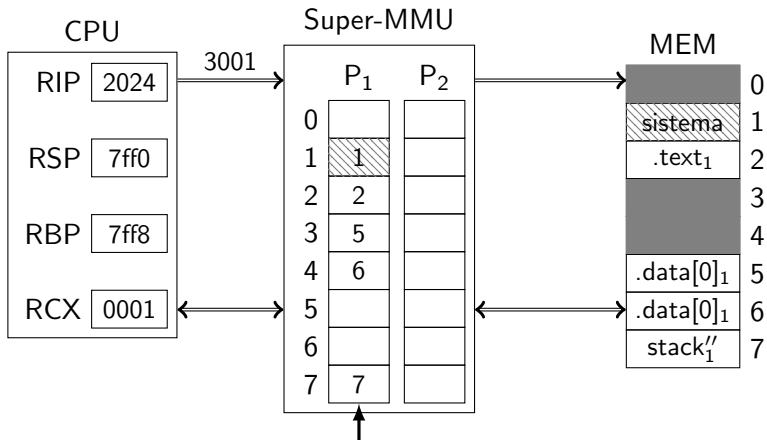 CPU
Super-MMU
MEM
RIP 2024
RSP 7ff0
RBP 7ff8
RCX 0001
3001
P₁ P₂
0
1 1
2 2
3 5
4 6
5
6
7 7
0
sistema 1
.text₁ 2
3
4
.data[0]₁ 5
.data[0]₁ 6
stack″₁ 7